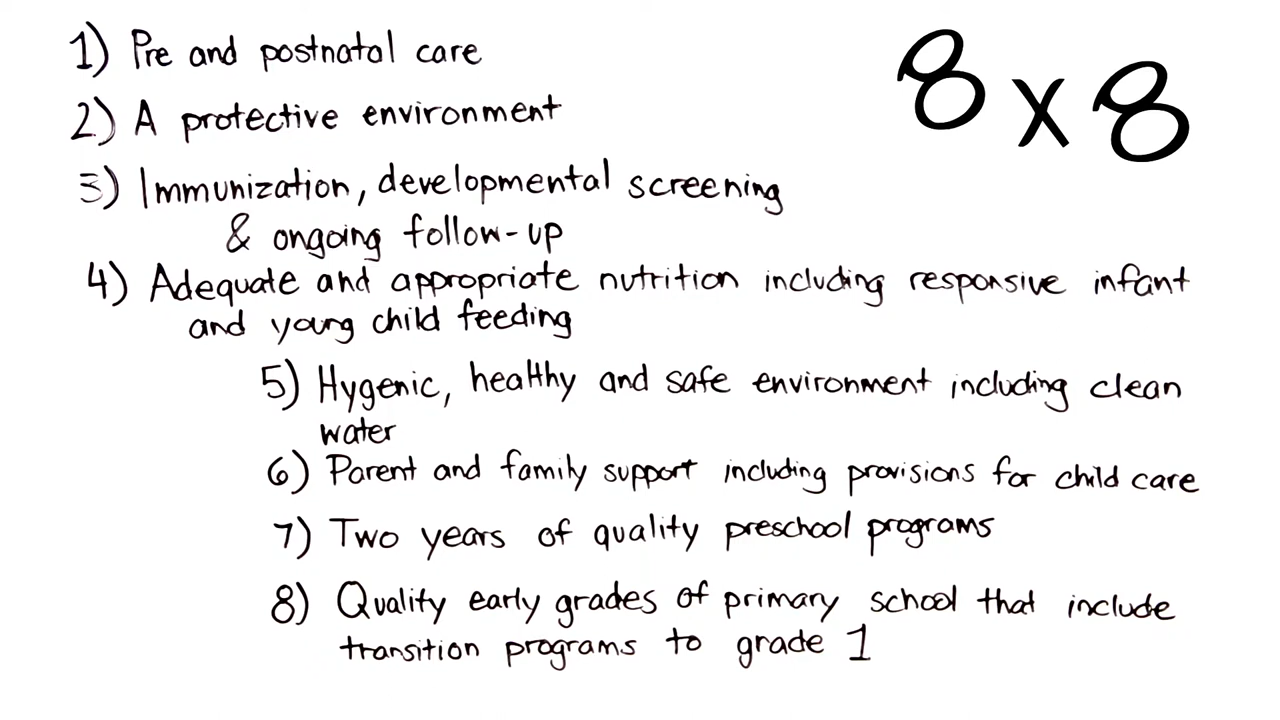 1) Pre and postnatal care
8 x 8
2) A protective environment
3) Immunization, developmental screening
& ongoing follow-up
4) Adequate and appropriate nutrition including responsive infant
and young child feeding
5) Hygenic, healthy and safe environment including clean
water
6) Parent and family support including provisions for child care
7) Two years of quality preschool programs
8) Quality early grades of primary school that include
transition programs to grade 1